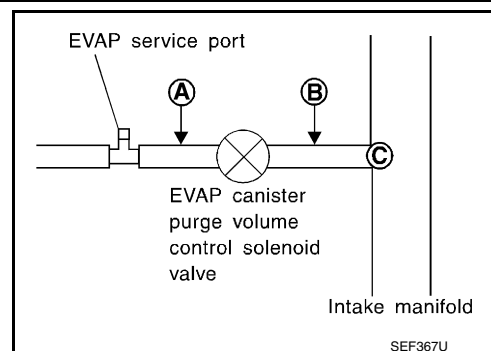 EVAP service port
A
B
C
EVAP canister
purge volume
control solenoid
valve
Intake manifold
SEF367U